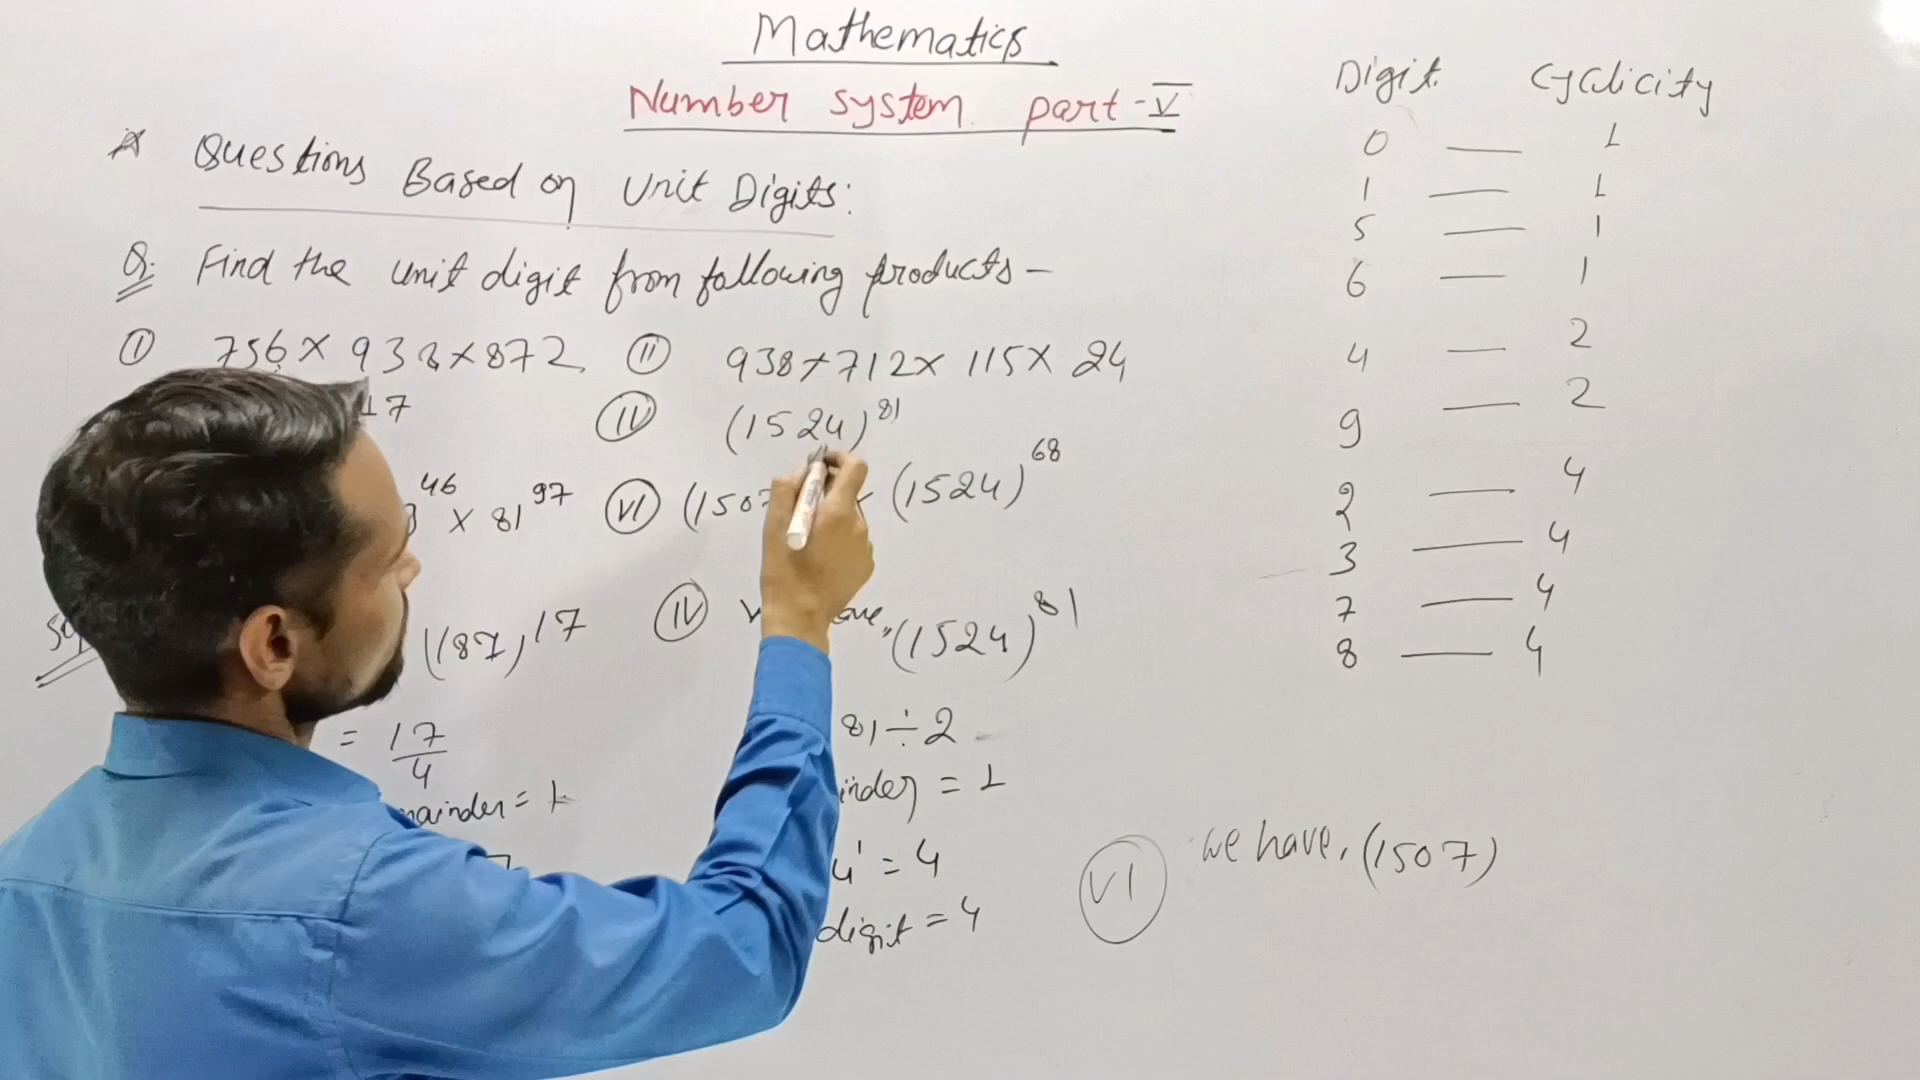 Mathematics
Number system part-V
Questions Based on Unit Digits:
Q. Find the unit digit from following products -
(I) 756 × 938 × 872 (II) 938 × 712 × 115 × 24
17 (IV) (1524)^81
^46 × 81^97 (VI) (1507 × (1524)^68
(187)^17 (IV) (1524)^81
= 17/4 81 ÷ 2
mainder = 1 inder = 1
4^1 = 4
digit = 4
(VI) we have, (1507)
Digit. Cyclicity
0 — 1
1 — 1
5 — 1
6 — 1
4 — 2
9 — 2
2 — 4
3 — 4
7 — 4
8 — 4